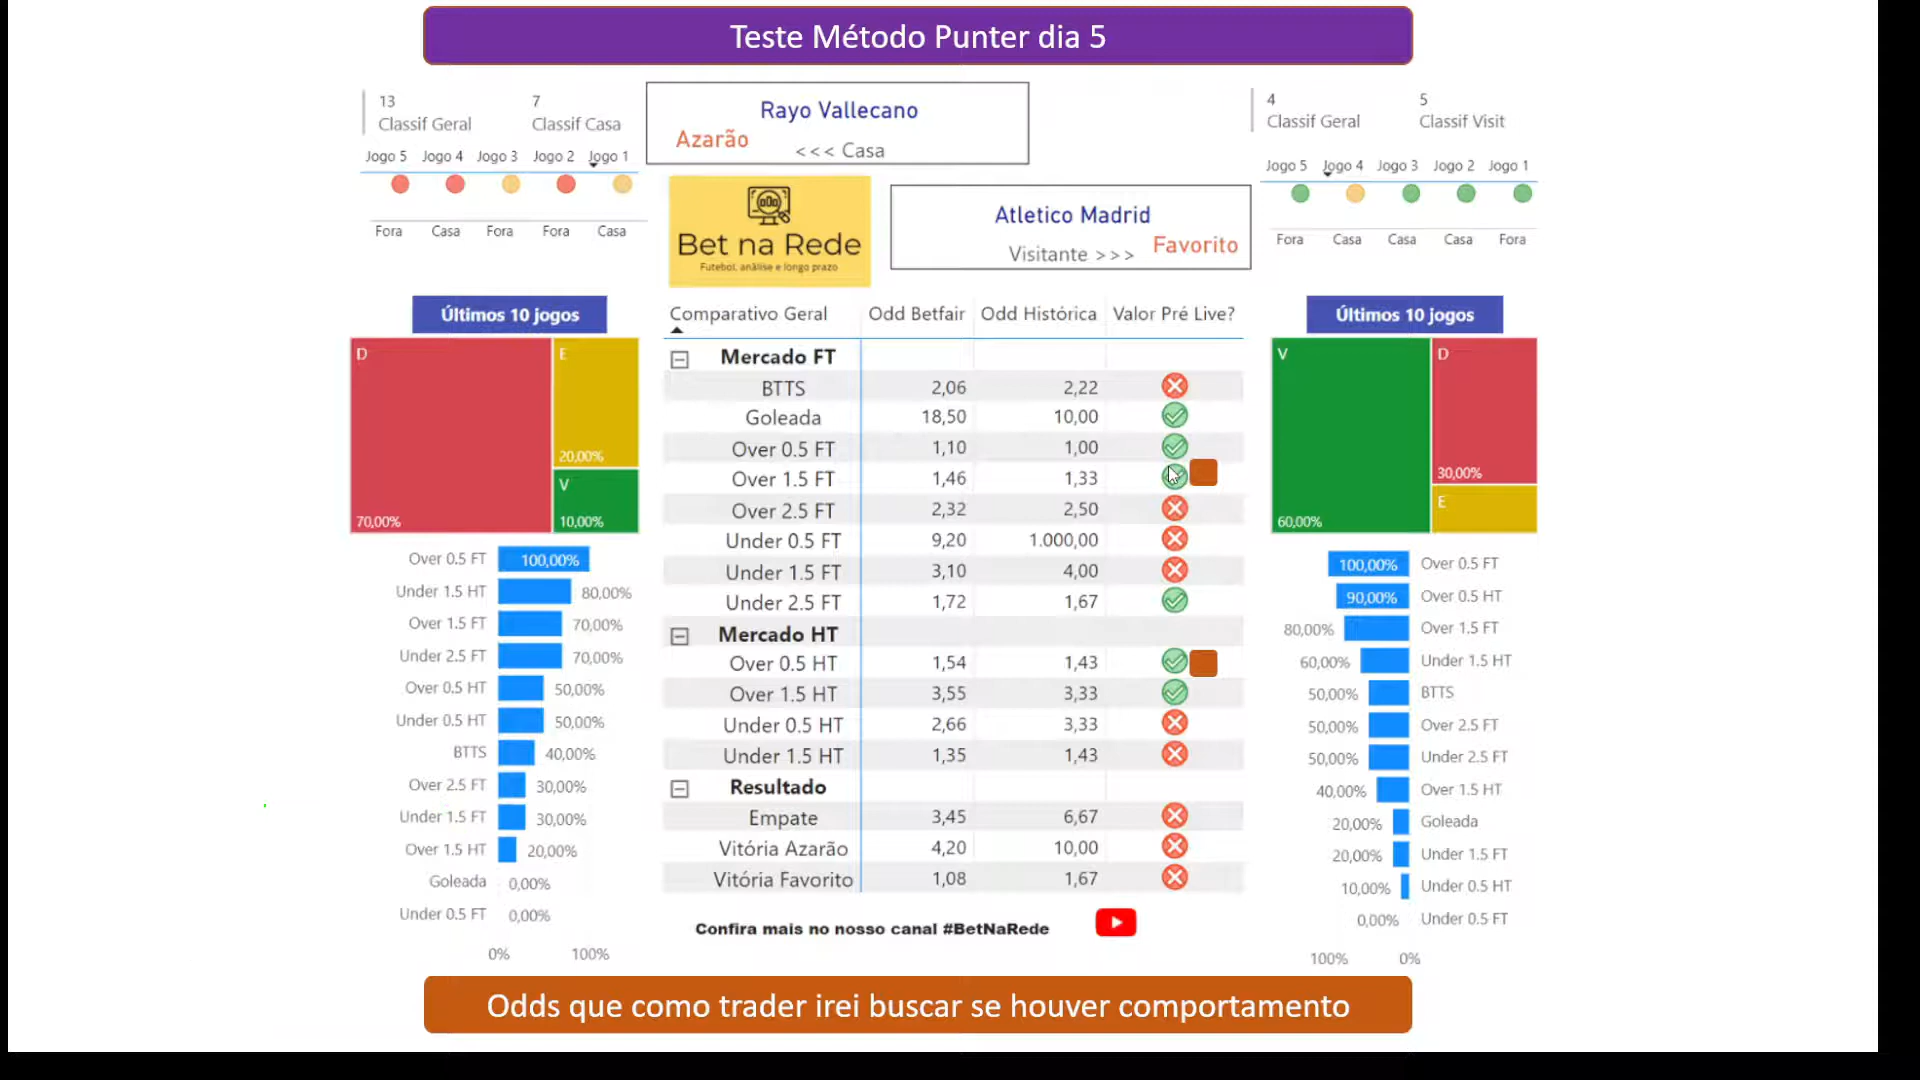 Teste Método Punter dia 5
13
Classif Geral
7
Classif Casa
Jogo 5 Jogo 4 Jogo 3 Jogo 2 Jogo 1
Fora Casa Fora Fora Casa
Rayo Vallecano
Azarão
<<< Casa
Bet na Rede
Futebol, análise e longo prazo
Atletico Madrid
Visitante >>> Favorito
4
Classif Geral
5
Classif Visit
Jogo 5 Jogo 4 Jogo 3 Jogo 2 Jogo 1
Fora Casa Casa Casa Fora
Últimos 10 jogos
D
70,00%
E
20,00%
V
10,00%
Over 0.5 FT 100,00%
Under 1.5 HT 80,00%
Over 1.5 FT 70,00%
Under 2.5 FT 70,00%
Over 0.5 HT 50,00%
Under 0.5 HT 50,00%
BTTS 40,00%
Over 2.5 FT 30,00%
Under 1.5 FT 30,00%
Over 1.5 HT 20,00%
Goleada 0,00%
Under 0.5 FT 0,00%
0% 100%
Comparativo Geral Odd Betfair Odd Histórica Valor Pré Live?
Mercado FT
BTTS 2,06 2,22
Goleada 18,50 10,00
Over 0.5 FT 1,10 1,00
Over 1.5 FT 1,46 1,33
Over 2.5 FT 2,32 2,50
Under 0.5 FT 9,20 1.000,00
Under 1.5 FT 3,10 4,00
Under 2.5 FT 1,72 1,67
Mercado HT
Over 0.5 HT 1,54 1,43
Over 1.5 HT 3,55 3,33
Under 0.5 HT 2,66 3,33
Under 1.5 HT 1,35 1,43
Resultado
Empate 3,45 6,67
Vitória Azarão 4,20 10,00
Vitória Favorito 1,08 1,67
Confira mais no nosso canal #BetNaRede
Últimos 10 jogos
V
60,00%
D
30,00%
E
100,00% Over 0.5 FT
90,00% Over 0.5 HT
80,00% Over 1.5 FT
60,00% Under 1.5 HT
50,00% BTTS
50,00% Over 2.5 FT
50,00% Under 2.5 FT
40,00% Over 1.5 HT
20,00% Goleada
20,00% Under 1.5 FT
10,00% Under 0.5 HT
0,00% Under 0.5 FT
100% 0%
Odds que como trader irei buscar se houver comportamento